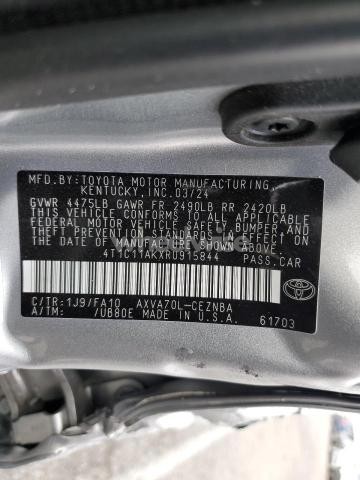 MFD.BY:TOYOTA MOTOR MANUFACTURING,
KENTUCKY,INC.03/24
GVWR 4475LB GAWR FR 2490LB RR 2420LB
THIS VEHICLE CONFORMS TO ALL APPLICABLE
FEDERAL MOTOR VEHICLE SAFETY, BUMPER, AND
THEFT PREVENTION STANDARDS IN EFFECT ON
THE DATE OF MANUFACTURE SHOWN ABOVE.
4T1C11AKXRU915844 PASS.CAR
C/TR:1J9/FA10 AXVA70L-CEZNBA
A/TM: /UB80E MADE IN U.S.A. 61703